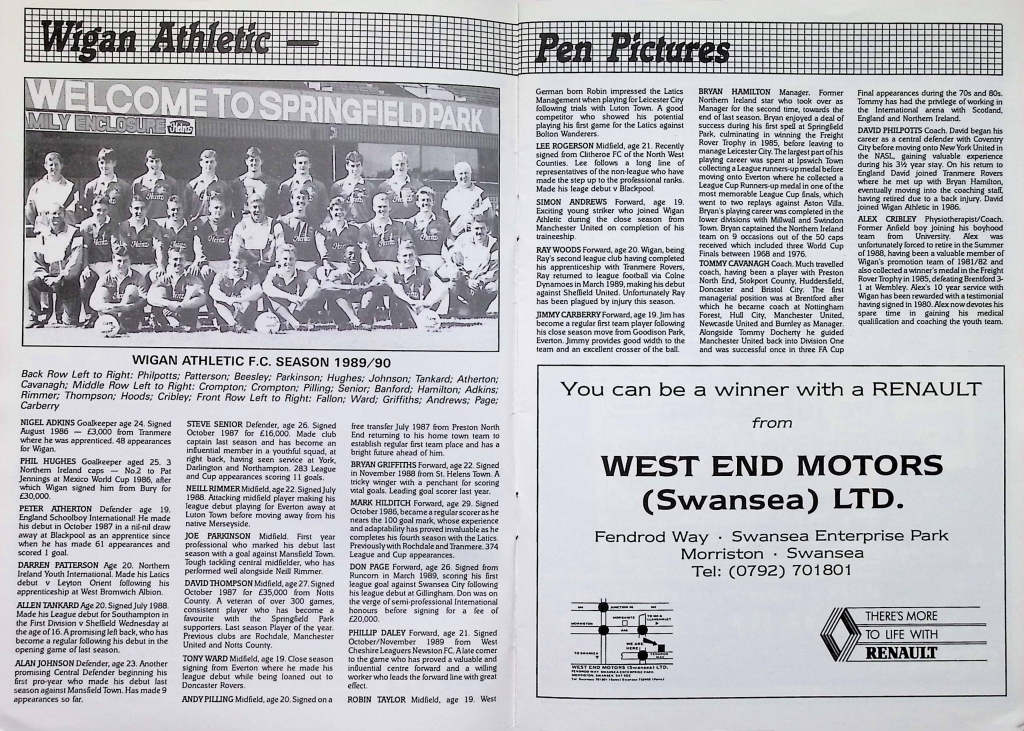 Wigan Athletic —
WELCOME TO SPRINGFIELD PARK
MILY ENCLOSURE Heinz
WIGAN ATHLETIC F.C. SEASON 1989/90
Back Row Left to Right: Philpotts; Patterson; Beesley; Parkinson; Hughes; Johnson; Tankard; Atherton;
Cavanagh; Middle Row Left to Right: Crompton; Crompton; Pilling; Senior; Banford; Hamilton; Adkins;
Rimmer; Thompson; Hoods; Cribley; Front Row Left to Right: Fallon; Ward; Griffiths; Andrews; Page;
Carberry
NIGEL ADKINS Goalkeeper age 24. Signed
August 1986 — £3,000 from Tranmere
where he was apprenticed. 48 appearances
for Wigan.
PHIL HUGHES Goalkeeper aged 25. 3
Northern Ireland caps — No.2 to Pat
Jennings at Mexico World Cup 1986, after
which Wigan signed him from Bury for
£30,000.
PETER ATHERTON Defender age 19.
England Schoolboy International! He made
his debut in October 1987 in a nil-nil draw
away at Blackpool as an apprentice since
when he has made 61 appearances and
scored 1 goal.
DARREN PATTERSON Age 20. Northern
Ireland Youth International. Made his Latics
debut v Leyton Orient following his
apprenticeship at West Bromwich Albion.
ALLEN TANKARD Age 20. Signed July 1988.
Made his League debut for Southampton in
the First Division v Sheffield Wednesday at
the age of 16. A promising left back, who has
become a regular following his debut in the
opening game of last season.
ALAN JOHNSON Defender, age 23. Another
promising Central Defender beginning his
first pro-year who made his debut last
season against Mansfield Town. Has made 9
appearances so far.
STEVE SENIOR Defender, age 26. Signed
October 1987 for £16,000. Made club
captain last season and has become an
influential member in a youthful squad, at
right back, having seen service at York,
Darlington and Northampton. 283 League
and Cup appearances scoring 11 goals.
NEILL RIMMER Midfield, age 22. Signed July
1988. Attacking midfield player making his
league debut playing for Everton away at
Luton Town before moving away from his
native Merseyside.
JOE PARKINSON Midfield. First year
professional who marked his debut last
season with a goal against Mansfield Town.
Tough tackling central midfielder, who has
performed well alongside Neill Rimmer.
DAVID THOMPSON Midfield, age 27. Signed
October 1987 for £35,000 from Notts
County. A veteran of over 300 games,
consistent player who has become a
favourite with the Springfield Park
supporters. Last season Player of the year.
Previous clubs are Rochdale, Manchester
United and Notts County.
TONY WARD Midfield, age 19. Close season
signing from Everton where he made his
league debut while being loaned out to
Doncaster Rovers.
ANDY PILLING Midfield, age 20. Signed on a
free transfer July 1987 from Preston North
End returning to his home town team to
establish regular first team place and has a
bright future ahead of him.
BRYAN GRIFFITHS Forward, age 22. Signed
in November 1988 from St. Helens Town. A
tricky winger with a penchant for scoring
vital goals. Leading goal scorer last year.
MARK HILDITCH Forward, age 29. Signed
October 1986, became a regular scorer as he
nears the 100 goal mark, whose experience
and adaptability has proved invaluable as he
completes his fourth season with the Latics.
Previously with Rochdale and Tranmere. 374
League and Cup appearances.
DON PAGE Forward, age 26. Signed from
Runcorn in March 1989, scoring his first
league goal against Swansea City following
his league debut at Gillingham. Don was on
the verge of semi-professional International
honours before signing for a fee of
£20,000.
PHILLIP DALEY Forward, age 21. Signed
October/November 1989 from West
Cheshire Leaguers Newston FC. A late comer
to the game who has proved a valuable and
influential centre forward and a willing
worker who leads the forward line with great
effect.
ROBIN TAYLOR Midfield, age 19. West
Pen Pictures
German born Robin impressed the Latics
Management when playing for Leicester City
following trials with Luton Town. A good
competitor who showed his potential
playing his first game for the Latics against
Bolton Wanderers.
LEE ROGERSON Midfield, age 21. Recently
signed from Clitheroe FC of the North West
Counties. Lee follows a long line of
representatives of the non-league who have
made the step up to the professional ranks.
Made his leage debut v Blackpool.
SIMON ANDREWS Forward, age 19.
Exciting young striker who joined Wigan
Athletic during the close season from
Manchester United on completion of his
traineeship.
RAY WOODS Forward, age 20. Wigan, being
Ray's second league club having completed
his apprenticeship with Tranmere Rovers,
Ray returned to league football via Colne
Dynamoes in March 1989, making his debut
against Sheffield United. Unfortunately Ray
has been plagued by injury this season.
JIMMY CARBERRY Forward, age 19. Jim has
become a regular first team player following
his close season move from Goodison Park,
Everton. Jimmy provides good width to the
team and an excellent crosser of the ball.
BRYAN HAMILTON Manager. Former
Northern Ireland star who took over as
Manager for the second time, towards the
end of last season. Bryan enjoyed a deal of
success during his first spell at Springfield
Park, culminating in winning the Freight
Rover Trophy in 1985, before leaving to
manage Leicester City. The largest part of his
playing career was spent at Ipswich Town
collecting a League runners-up medal before
moving onto Everton where he collected a
League Cup Runners-up medal in one of the
most memorable League Cup finals, which
went to two replays against Aston Villa.
Bryan's playing career was completed in the
lower divisions with Millwall and Swindon
Town. Bryan captained the Northern Ireland
team on 9 occasions out of the 50 caps
received which included three World Cup
Finals between 1968 and 1976.
TOMMY CAVANAGH Coach. Much travelled
coach, having been a player with Preston
North End, Stokport County, Huddersfield,
Doncaster and Bristol City. The first
managerial position was at Brentford after
which he became coach at Nottingham
Forest, Hull City, Manchester United,
Newcastle United and Burnley as Manager.
Alongside Tommy Docherty he guided
Manchester United back into Division One
and was successful once in three FA Cup
Final appearances during the 70s and 80s.
Tommy has had the privilege of working in
the International arena with Scotland,
England and Northern Ireland.
DAVID PHILPOTTS Coach. David began his
career as a central defender with Coventry
City before moving onto New York United in
the NASL, gaining valuable experience
during his 3½ year stay. On his return to
England David joined Tranmere Rovers
where he met up with Bryan Hamilton,
eventually moving into the coaching staff,
having retired due to a back injury. David
joined Wigan Athletic in 1986.
ALEX CRIBLEY Physiotherapist/Coach.
Former Anfield boy joining his boyhood
team from University. Alex was
unfortunately forced to retire in the Summer
of 1988, having been a valuable member of
Wigan's promotion team of 1981/82 and
also collected a winner's medal in the Freight
Rover Trophy in 1985, defeating Brentford 3-
1 at Wembley. Alex's 10 year service with
Wigan has been rewarded with a testimonial
having signed in 1980. Alex now devotes his
spare time in gaining his medical
qualification and coaching the youth team.
You can be a winner with a RENAULT
from
WEST END MOTORS
(Swansea) LTD.
Fendrod Way · Swansea Enterprise Park
Morriston · Swansea
Tel: (0792) 701801
WE ARE
HERE
WEST END MOTORS (Swansea) LTD.
THERE'S MORE
TO LIFE WITH
RENAULT